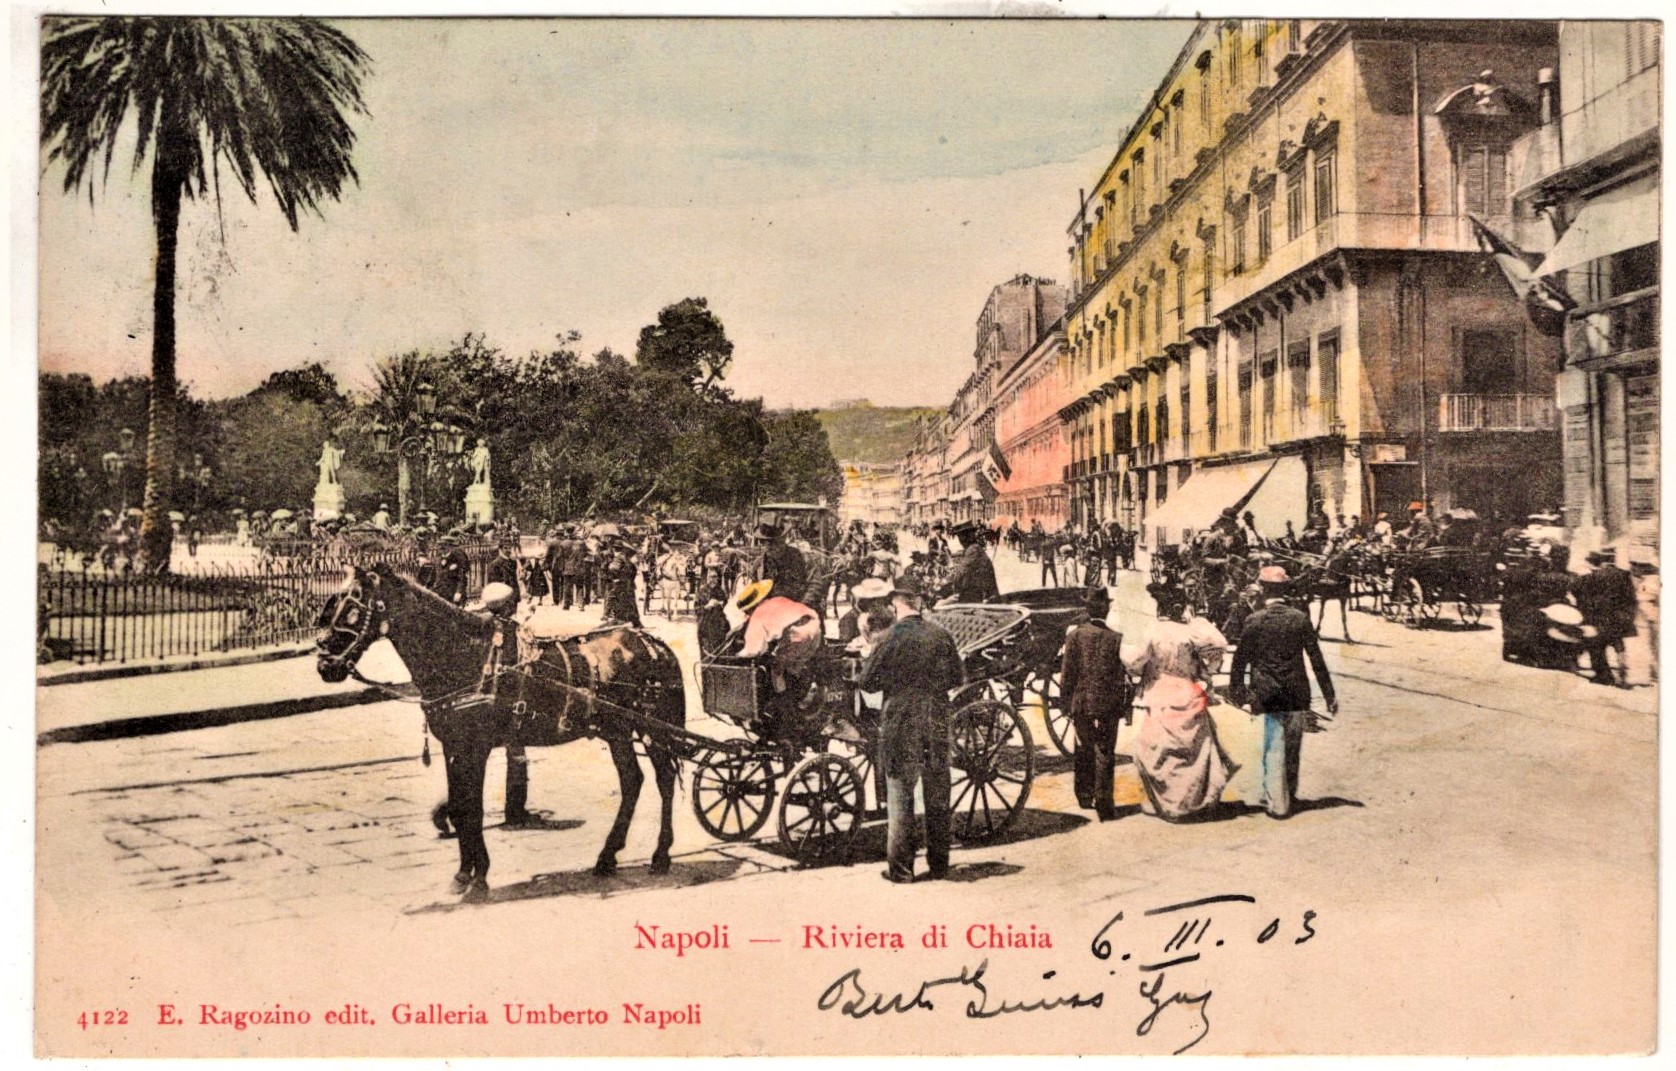 Napoli — Riviera di Chiaia 6. III. 03
4122 E. Ragozino edit. Galleria Umberto Napoli